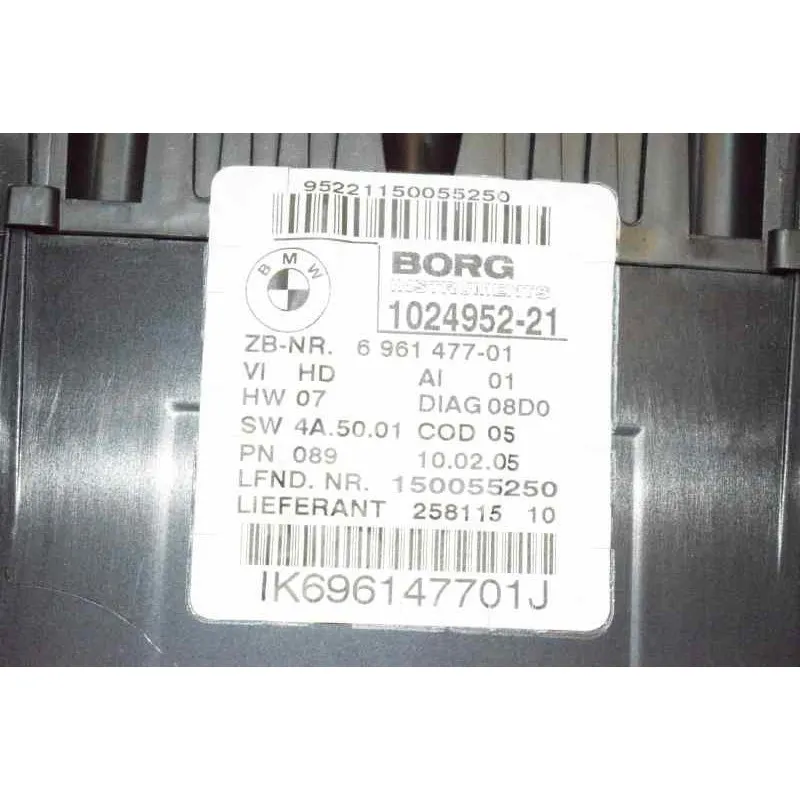 95221150055250
BMW
BORG
INSTRUMENTS
1024952-21
ZB-NR. 6 961 477-01
VI HD AI 01
HW 07 DIAG 08D0
SW 4A.50.01 COD 05
PN 089 10.02.05
LFND. NR. 150055250
LIEFERANT 258115 10
IK696147701J